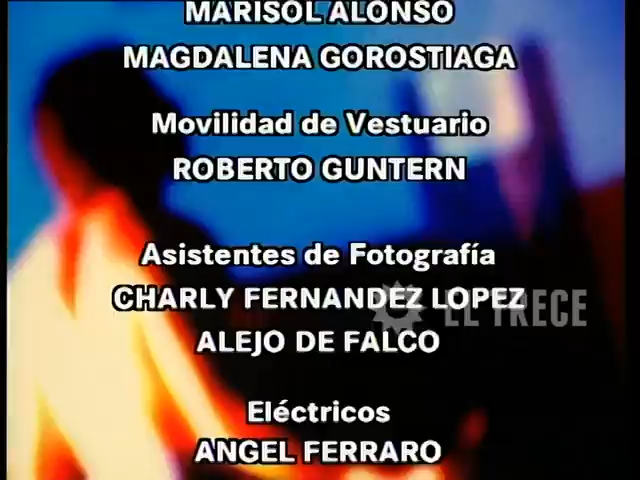 MARISOL ALONSO
MAGDALENA GOROSTIAGA
Movilidad de Vestuario
ROBERTO GUNTERN
Asistentes de Fotografía
CHARLY FERNANDEZ LOPEZ
EL TRECE
ALEJO DE FALCO
Eléctricos
ANGEL FERRARO